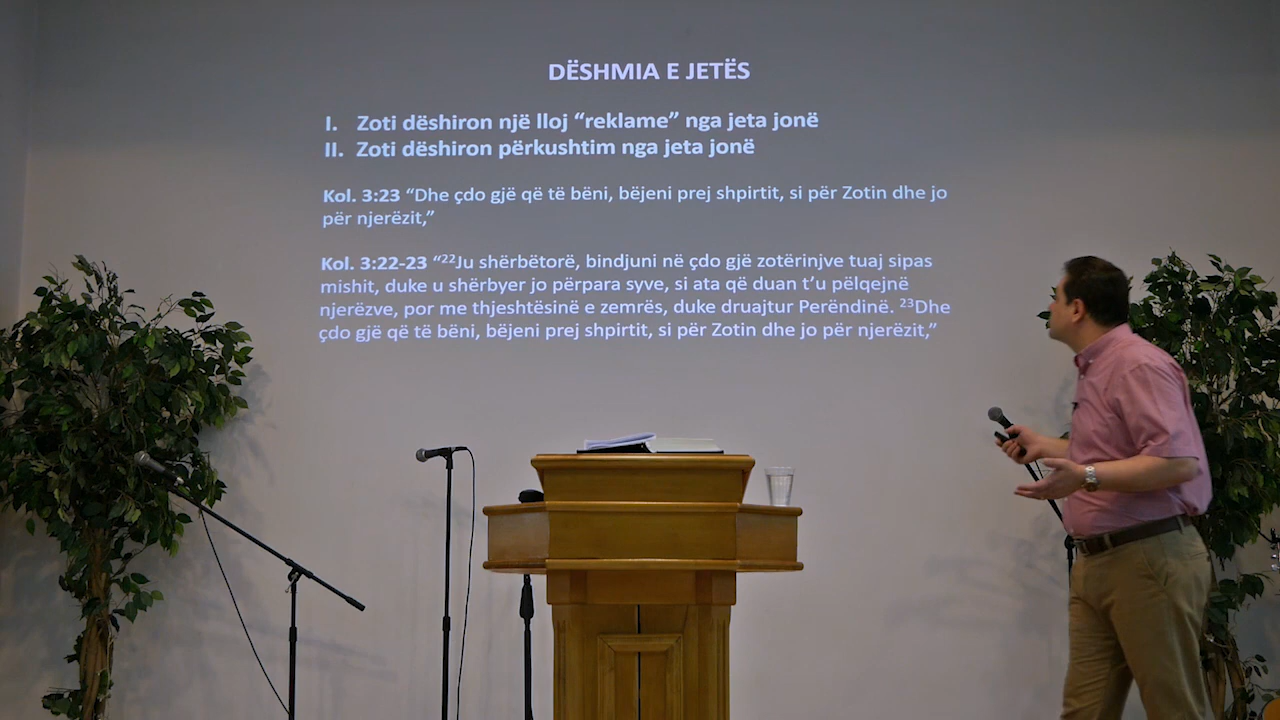 DËSHMIA E JETËS
I. Zoti dëshiron një lloj “reklame” nga jeta jonë
II. Zoti dëshiron përkushtim nga jeta jonë
Kol. 3:23 “Dhe çdo gjë që të bëni, bëjeni prej shpirtit, si për Zotin dhe jo
për njerëzit,”
Kol. 3:22-23 “²²Ju shërbëtorë, bindjuni në çdo gjë zotërinjve tuaj sipas
mishit, duke u shërbyer jo përpara syve, si ata që duan t’u pëlqejnë
njerëzve, por me thjeshtësinë e zemrës, duke druajtur Perëndinë. ²³Dhe
çdo gjë që të bëni, bëjeni prej shpirtit, si për Zotin dhe jo për njerëzit,”